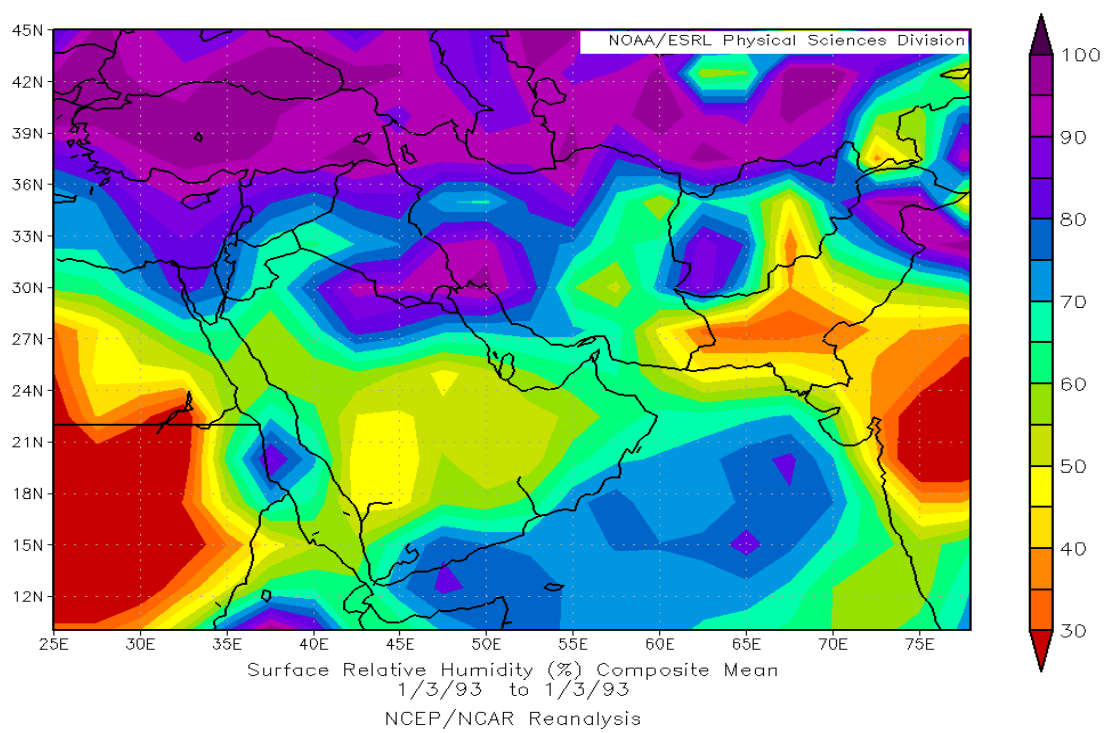 NOAA/ESRL Physical Sciences Division
45N
42N
39N
36N
33N
30N
27N
24N
21N
18N
15N
12N
25E 30E 35E 40E 45E 50E 55E 60E 65E 70E 75E
100
90
80
70
60
50
40
30
Surface Relative Humidity (%) Composite Mean
1/3/93 to 1/3/93
NCEP/NCAR Reanalysis